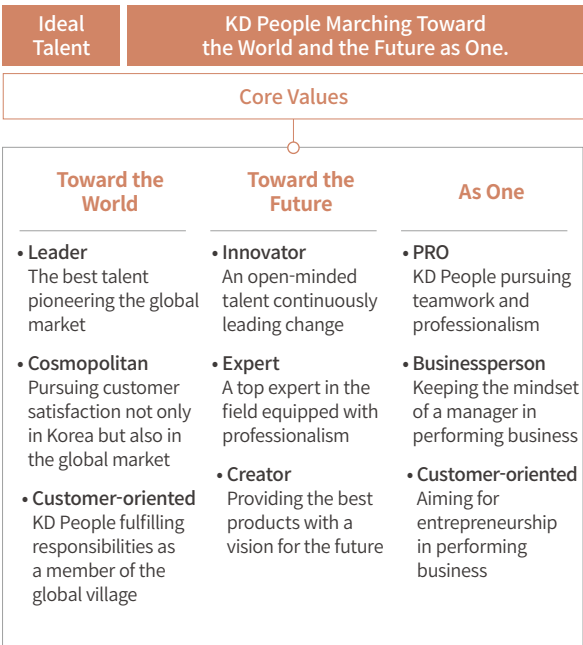 Ideal
Talent
KD People Marching Toward
the World and the Future as One.
Core Values
Toward the
World
• Leader
The best talent
pioneering the global
market
• Cosmopolitan
Pursuing customer
satisfaction not only
in Korea but also in
the global market
• Customer-oriented
KD People fulfilling
responsibilities as
a member of the
global village
Toward the
Future
• Innovator
An open-minded
talent continuously
leading change
• Expert
A top expert in the
field equipped with
professionalism
• Creator
Providing the best
products with a
vision for the future
As One
• PRO
KD People pursuing
teamwork and
professionalism
• Businessperson
Keeping the mindset
of a manager in
performing business
• Customer-oriented
Aiming for
entrepreneurship
in performing
business